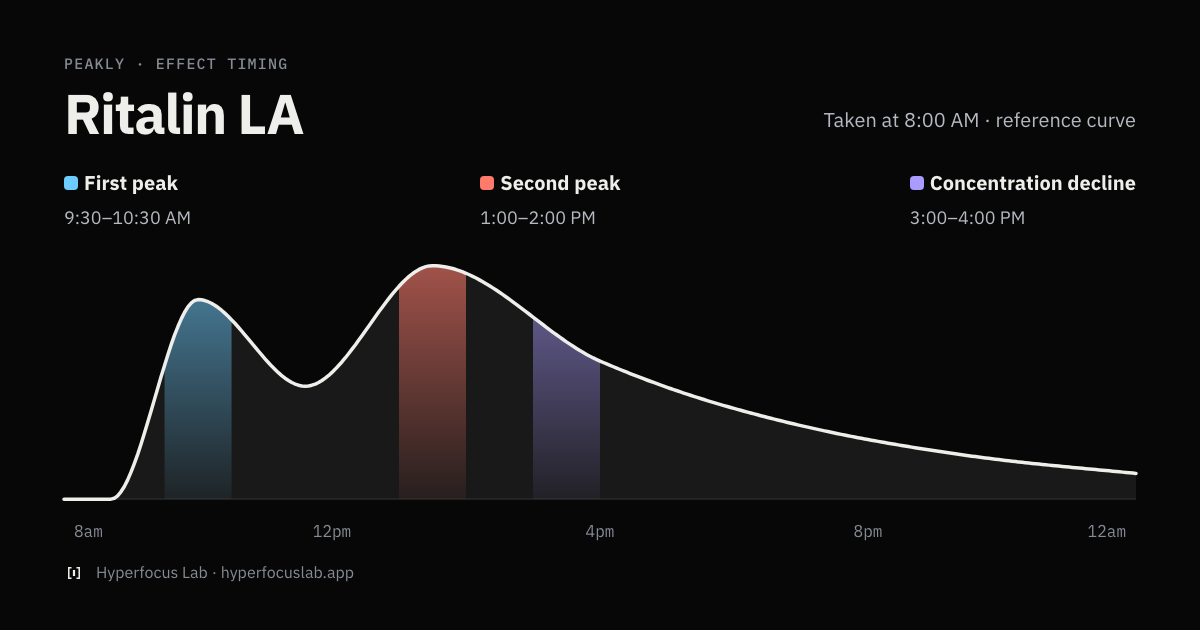 PEAKLY · EFFECT TIMING
Ritalin LA
Taken at 8:00 AM · reference curve
First peak
9:30–10:30 AM
Second peak
1:00–2:00 PM
Concentration decline
3:00–4:00 PM
8am 12pm 4pm 8pm 12am
Hyperfocus Lab · hyperfocuslab.app